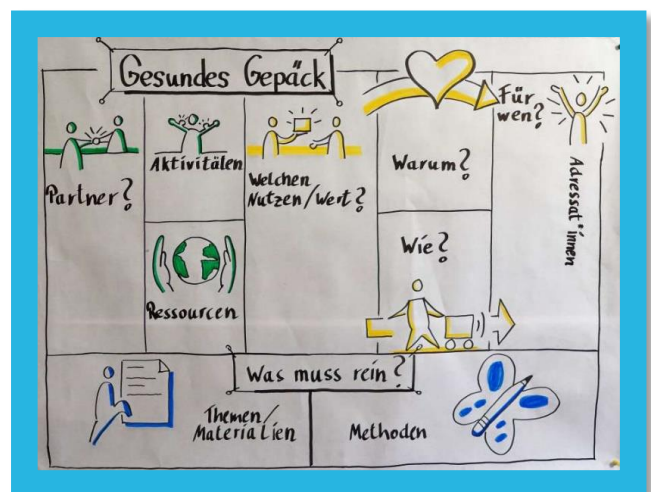 Gesundes Gepäck
Partner?
Aktivitälen
Ressourcen
Welchen
Nutzen/Wert?
Warum?
Wie?
Für
wen?
Adressat*innen
Was muss rein?
Themen/
Materialien
Methoden